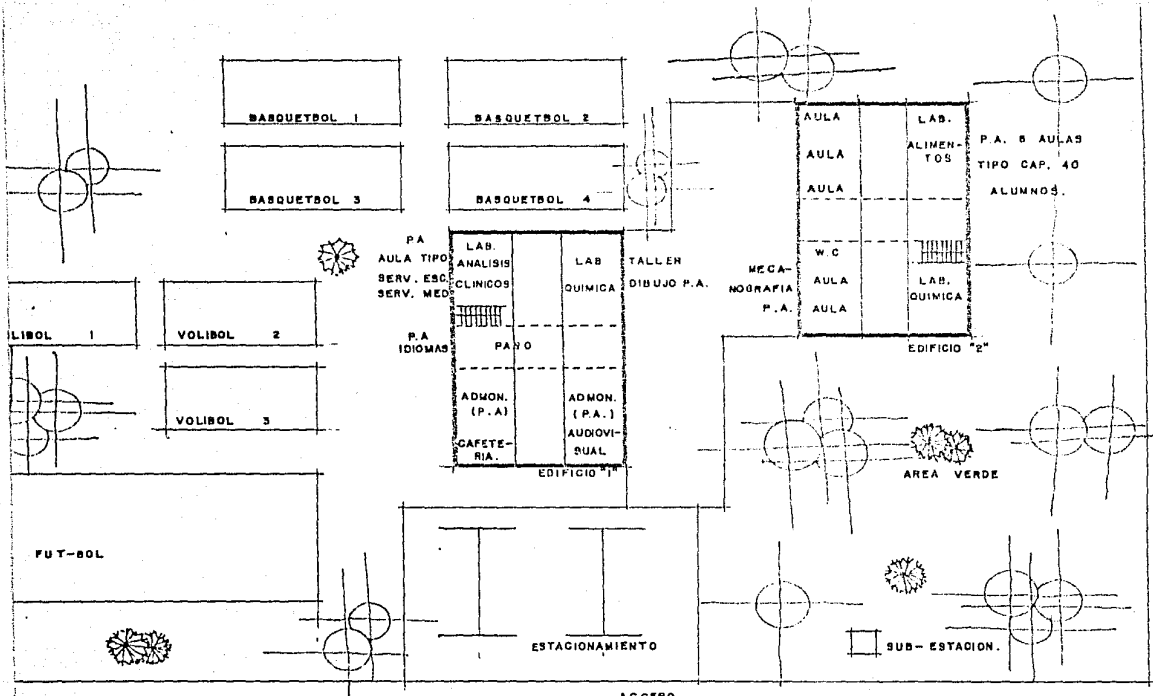 BASQUETBOL 1
BASQUETBOL 2
BASQUETBOL 3
BASQUETBOL 4
AULA
AULA
AULA
LAB.
ALIMEN-
TOS
P.A. 6 AULAS
TIPO CAP. 40
ALUMNOS.
W.C
AULA
AULA
LAB.
QUIMICA
MECA-
NOGRAFIA
P.A.
EDIFICIO "2"
PA
AULA TIPO
SERV. ESC.
SERV. MED
P.A
IDIOMAS
LAB.
ANALISIS
CLINICOS
LAB
QUIMICA
TALLER
DIBUJO P.A.
ADMON.
(P.A)
CAFETE-
RIA.
ADMON.
(P.A.)
AUDIOVI-
SUAL
EDIFICIO "1"
LIBOL 1
VOLIBOL 2
VOLIBOL 3
FUT-BOL
AREA VERDE
ESTACIONAMIENTO
SUB-ESTACION.